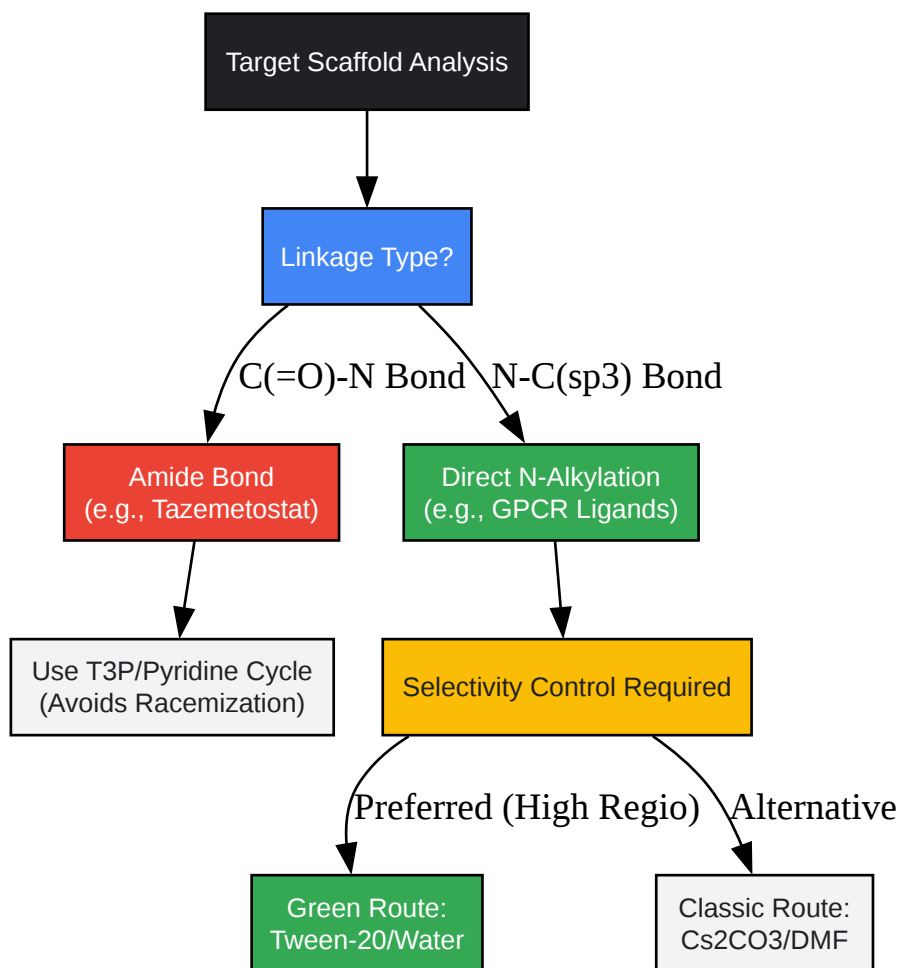 Target Scaffold Analysis
Linkage Type?
C(=O)-N Bond
N-C(sp3) Bond
Amide Bond
(e.g., Tazemetostat)
Direct N-Alkylation
(e.g., GPCR Ligands)
Use T3P/Pyridine Cycle
(Avoids Racemization)
Selectivity Control Required
Preferred (High Regio)
Alternative
Green Route:
Tween-20/Water
Classic Route:
Cs2CO3/DMF